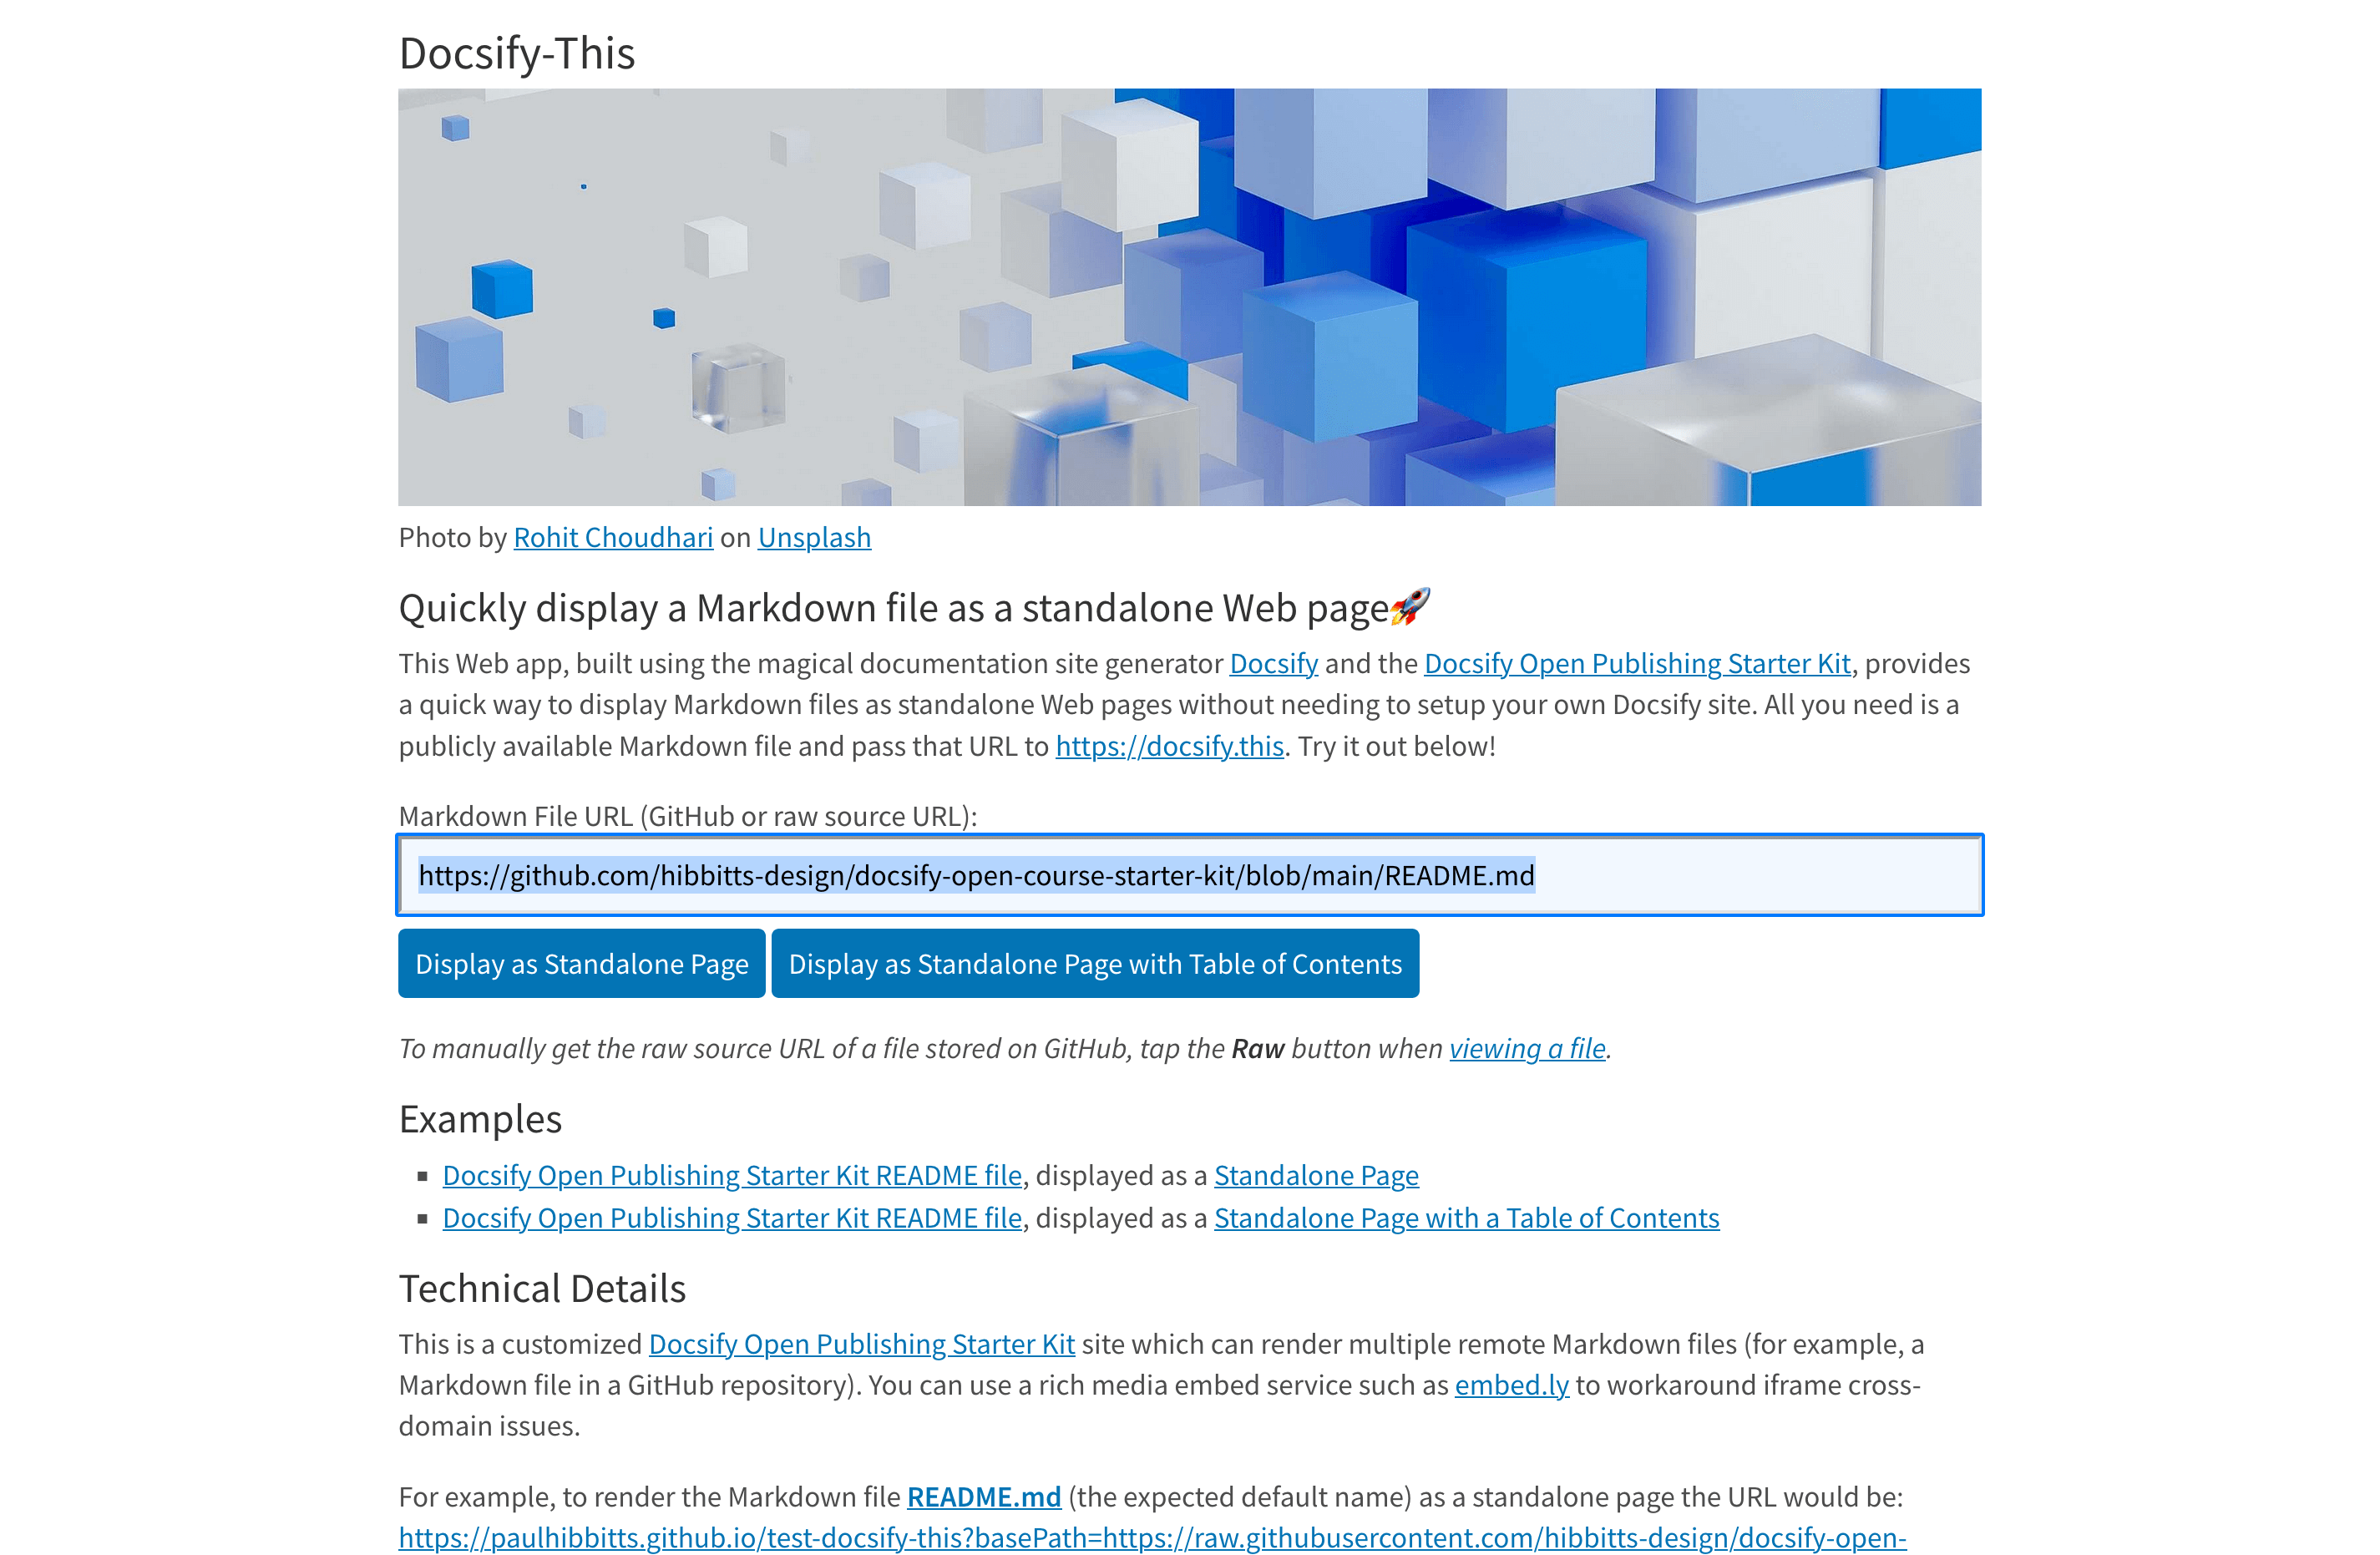 Docsify-This
Photo by Rohit Choudhari on Unsplash
Quickly display a Markdown file as a standalone Web page🚀
This Web app, built using the magical documentation site generator Docsify and the Docsify Open Publishing Starter Kit, provides
a quick way to display Markdown files as standalone Web pages without needing to setup your own Docsify site. All you need is a
publicly available Markdown file and pass that URL to https://docsify.this. Try it out below!
Markdown File URL (GitHub or raw source URL):
https://github.com/hibbitts-design/docsify-open-course-starter-kit/blob/main/README.md
Display as Standalone Page Display as Standalone Page with Table of Contents
To manually get the raw source URL of a file stored on GitHub, tap the Raw button when viewing a file.
Examples
▪ Docsify Open Publishing Starter Kit README file, displayed as a Standalone Page
▪ Docsify Open Publishing Starter Kit README file, displayed as a Standalone Page with a Table of Contents
Technical Details
This is a customized Docsify Open Publishing Starter Kit site which can render multiple remote Markdown files (for example, a
Markdown file in a GitHub repository). You can use a rich media embed service such as embed.ly to workaround iframe cross-
domain issues.
For example, to render the Markdown file README.md (the expected default name) as a standalone page the URL would be:
https://paulhibbitts.github.io/test-docsify-this?basePath=https://raw.githubusercontent.com/hibbitts-design/docsify-open-